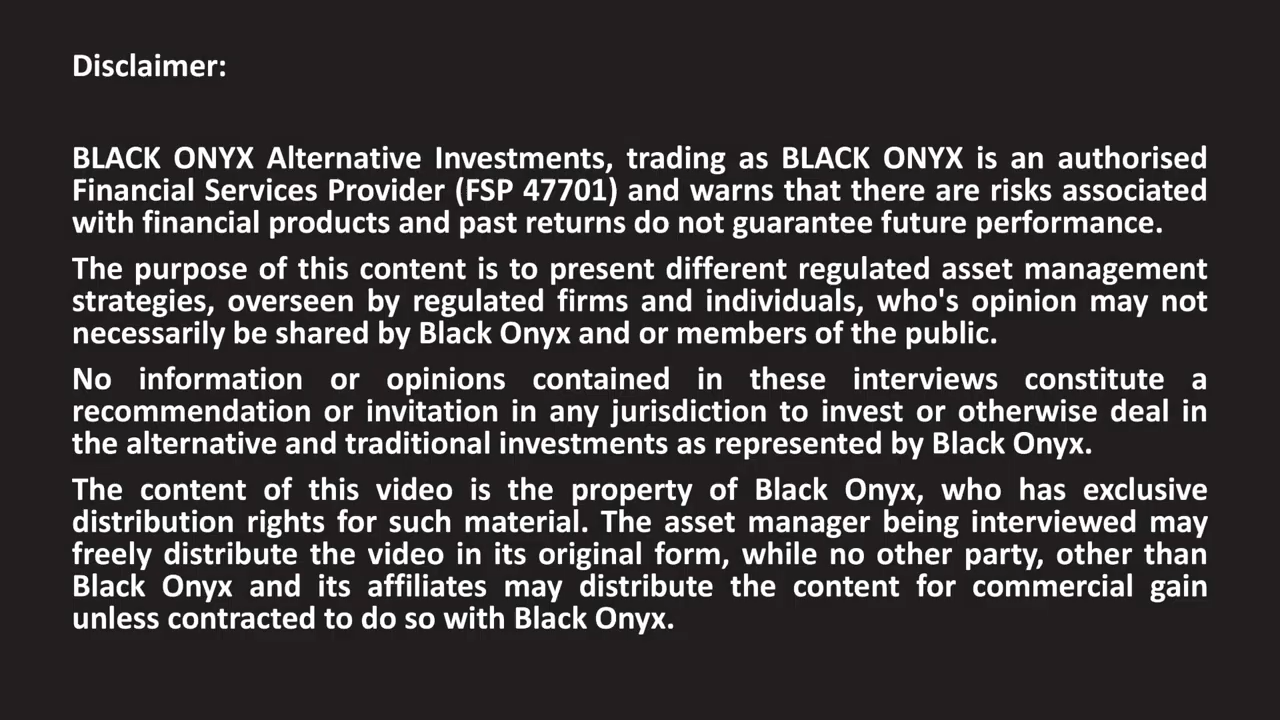 Disclaimer:
BLACK ONYX Alternative Investments, trading as BLACK ONYX is an authorised
Financial Services Provider (FSP 47701) and warns that there are risks associated
with financial products and past returns do not guarantee future performance.
The purpose of this content is to present different regulated asset management
strategies, overseen by regulated firms and individuals, who's opinion may not
necessarily be shared by Black Onyx and or members of the public.
No information or opinions contained in these interviews constitute a
recommendation or invitation in any jurisdiction to invest or otherwise deal in
the alternative and traditional investments as represented by Black Onyx.
The content of this video is the property of Black Onyx, who has exclusive
distribution rights for such material. The asset manager being interviewed may
freely distribute the video in its original form, while no other party, other than
Black Onyx and its affiliates may distribute the content for commercial gain
unless contracted to do so with Black Onyx.